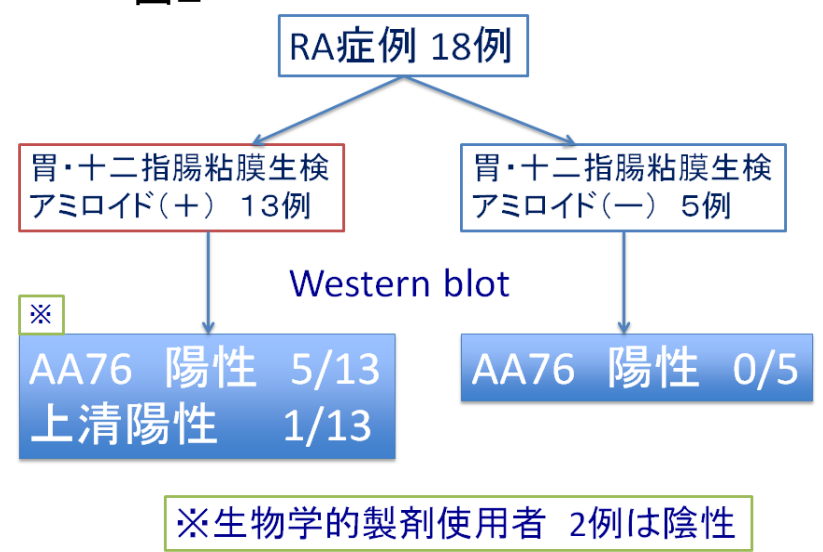 RA症例 18例
胃・十二指腸粘膜生検
アミロイド(＋) 13例
胃・十二指腸粘膜生検
アミロイド(―) 5例
Western blot
※
AA76 陽性 5/13
上清陽性 1/13
AA76 陽性 0/5
※生物学的製剤使用者 2例は陰性